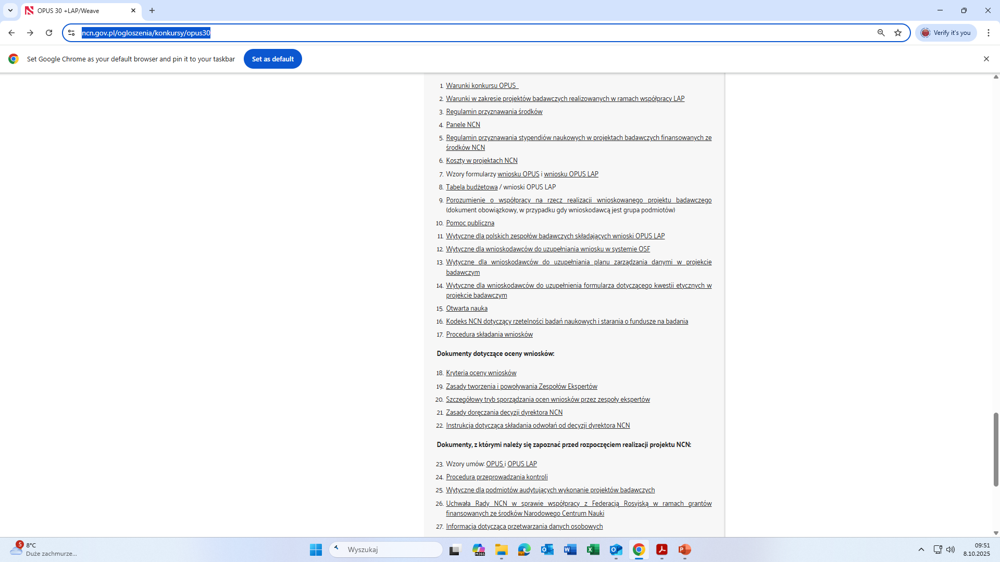 OPUS 30 +LAP/Weave
ncn.gov.pl/ogloszenia/konkursy/opus30
Verify it's you
Set Google Chrome as your default browser and pin it to your taskbar
Set as default
1. Warunki konkursu OPUS
2. Warunki w zakresie projektów badawczych realizowanych w ramach współpracy LAP
3. Regulamin przyznawania środków
4. Panele NCN
5. Regulamin przyznawania stypendiów naukowych w projektach badawczych finansowanych ze
środków NCN
6. Koszty w projektach NCN
7. Wzory formularzy wniosku OPUS i wniosku OPUS LAP
8. Tabela budżetowa / wnioski OPUS LAP
9. Porozumienie o współpracy na rzecz realizacji wnioskowanego projektu badawczego
(dokument obowiązkowy, w przypadku gdy wnioskodawcą jest grupa podmiotów)
10. Pomoc publiczna
11. Wytyczne dla polskich zespołów badawczych składających wnioski OPUS LAP
12. Wytyczne dla wnioskodawców do uzupełniania wniosku w systemie OSF
13. Wytyczne dla wnioskodawców do uzupełniania planu zarządzania danymi w projekcie
badawczym
14. Wytyczne dla wnioskodawców do uzupełnienia formularza dotyczącego kwestii etycznych w
projekcie badawczym
15. Otwarta nauka
16. Kodeks NCN dotyczący rzetelności badań naukowych i starania o fundusze na badania
17. Procedura składania wniosków
Dokumenty dotyczące oceny wniosków:
18. Kryteria oceny wniosków
19. Zasady tworzenia i powoływania Zespołów Ekspertów
20. Szczegółowy tryb sporządzania ocen wniosków przez zespoły ekspertów
21. Zasady doręczania decyzji dyrektora NCN
22. Instrukcja dotycząca składania odwołań od decyzji dyrektora NCN
Dokumenty, z którymi należy się zapoznać przed rozpoczęciem realizacji projektu NCN:
23. Wzory umów: OPUS i OPUS LAP
24. Procedura przeprowadzania kontroli
25. Wytyczne dla podmiotów audytujących wykonanie projektów badawczych
26. Uchwała Rady NCN w sprawie współpracy z Federacją Rosyjską w ramach grantów
finansowanych ze środków Narodowego Centrum Nauki
27. Informacja dotycząca przetwarzania danych osobowych
5
8°C
Duże zachmurze...
Wyszukaj
M365
09:51
8.10.2025